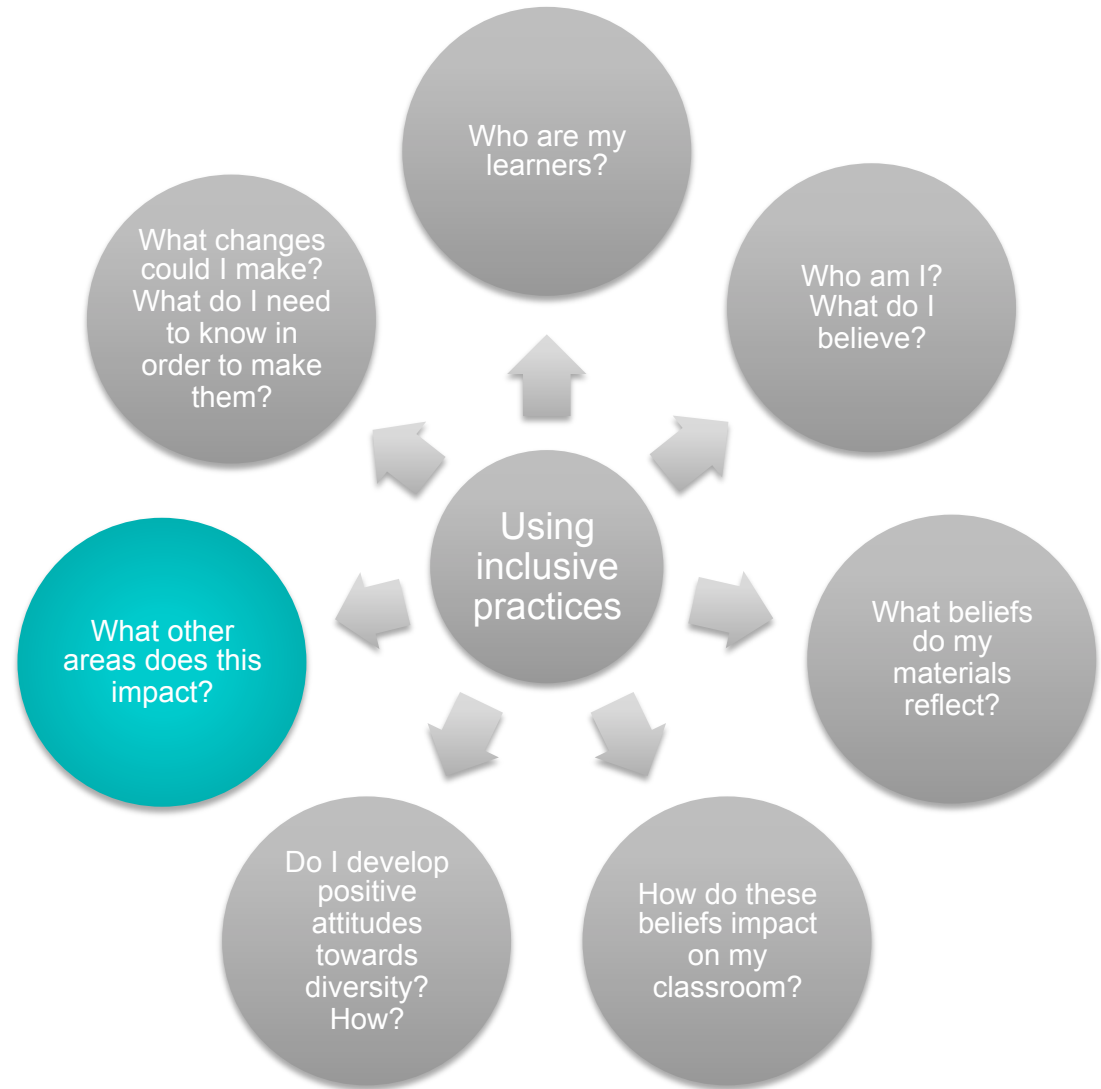 Who are my
learners?
Who am I?
What do I
believe?
What beliefs
do my
materials
reflect?
How do these
beliefs impact
on my
classroom?
Do I develop
positive
attitudes
towards
diversity?
How?
What other
areas does this
impact?
What changes
could I make?
What do I need
to know in
order to make
them?
Using
inclusive
practices